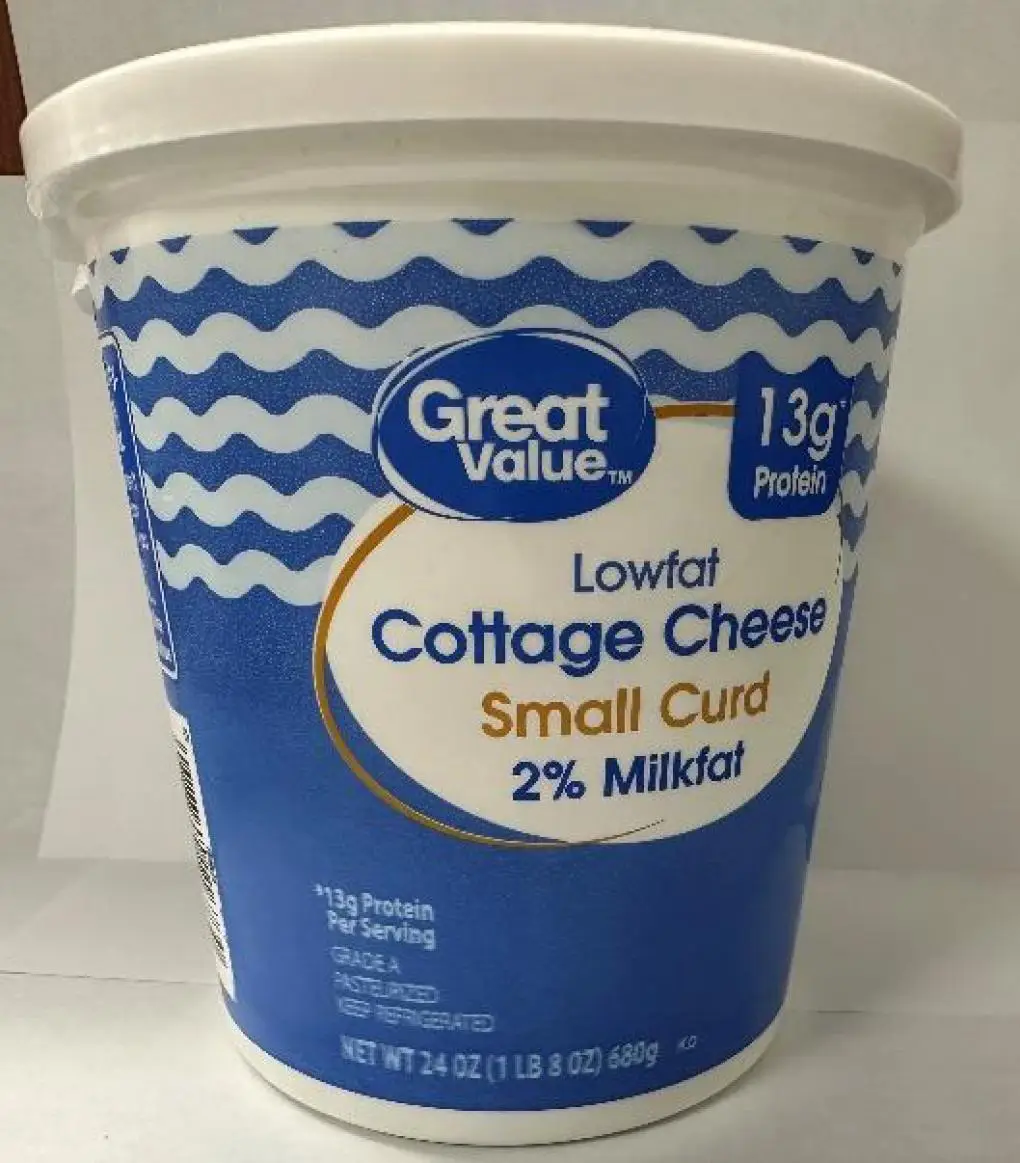 Great
Value™
13g*
Protein
Lowfat
Cottage Cheese
Small Curd
2% Milkfat
*13g Protein
Per Serving
GRADE A
PASTEURIZED
KEEP REFRIGERATED
NET WT 24 OZ (1 LB 8 OZ) 680g